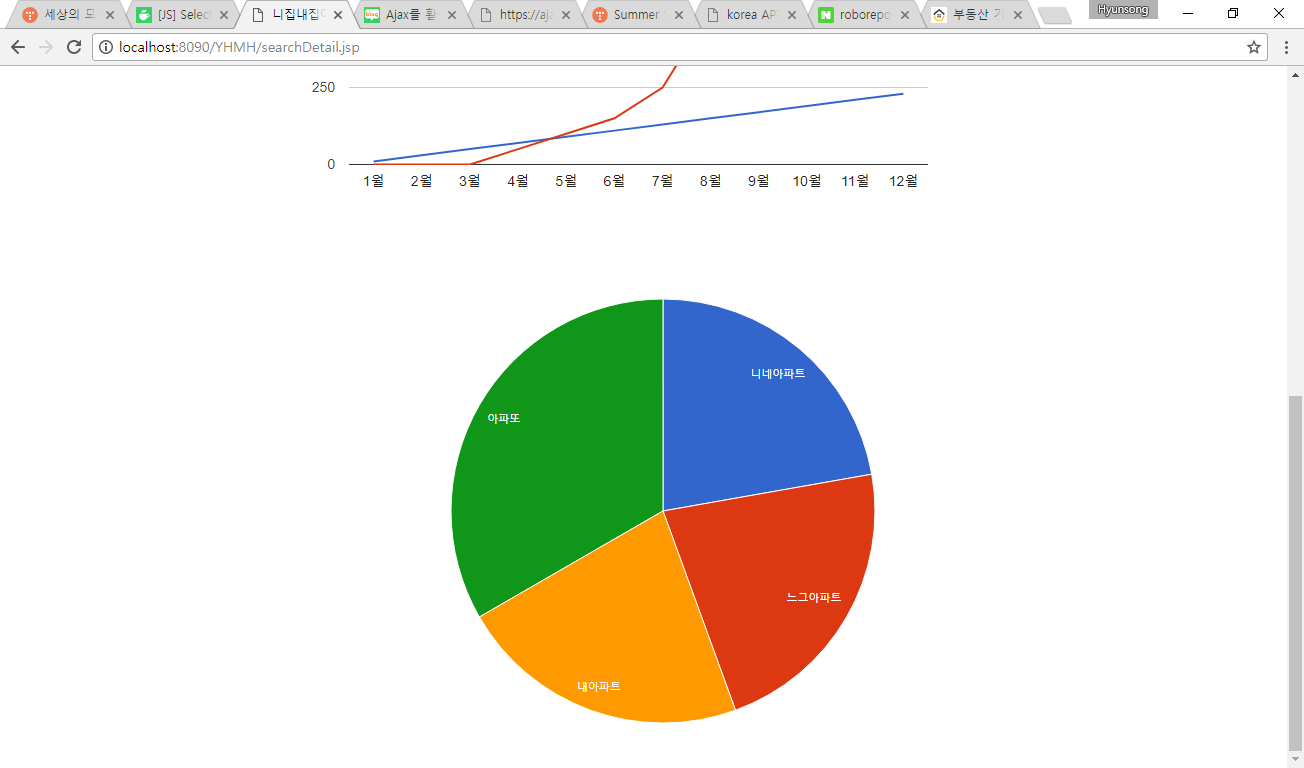 세상의 모
[JS] Selec
니집내집
Ajax를 활
https://aja
Summer
korea AP
roborepo
부동산
Hyunsong
localhost:8090/YHMH/searchDetail.jsp
250
0
1월 2월 3월 4월 5월 6월 7월 8월 9월 10월 11월 12월
니네아파트
아파또
느그아파트
내아파트